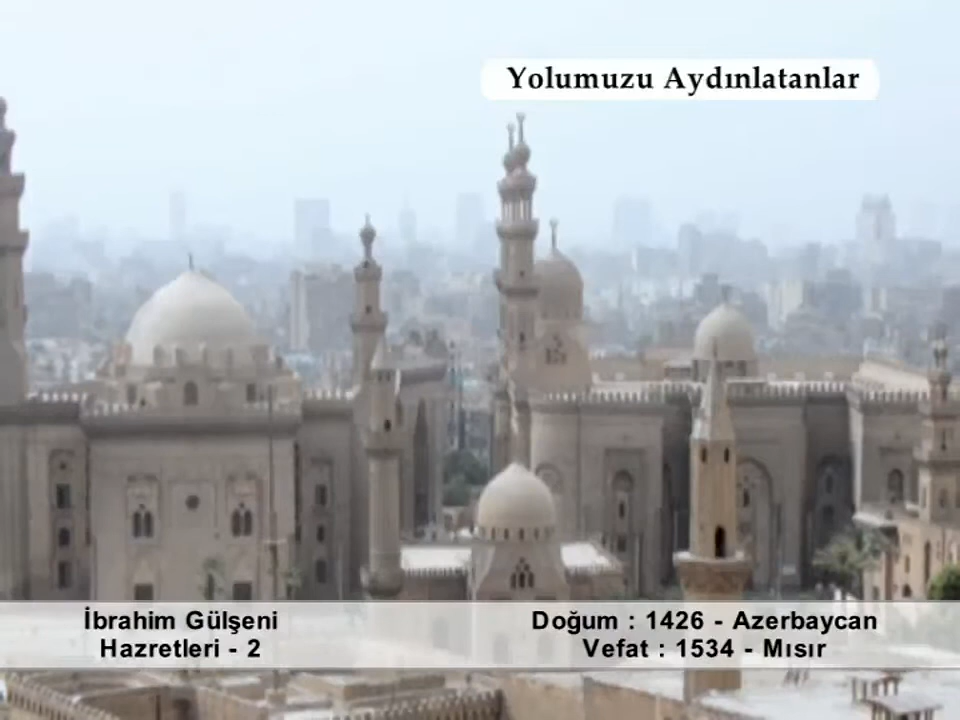 Yolumuzu Aydınlatanlar
İbrahim Gülşeni
Hazretleri - 2
Doğum : 1426 - Azerbaycan
Vefat : 1534 - Mısır